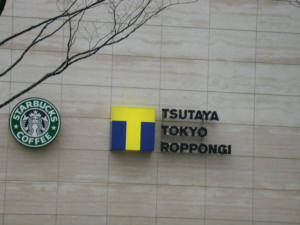 STARBUCKS
COFFEE
T
TSUTAYA
TOKYO
ROPPONGI